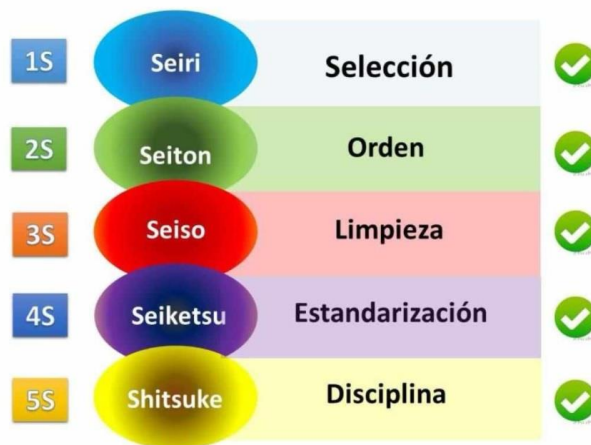 1S Seiri Selección
2S Seiton Orden
3S Seiso Limpieza
4S Seiketsu Estandarización
5S Shitsuke Disciplina